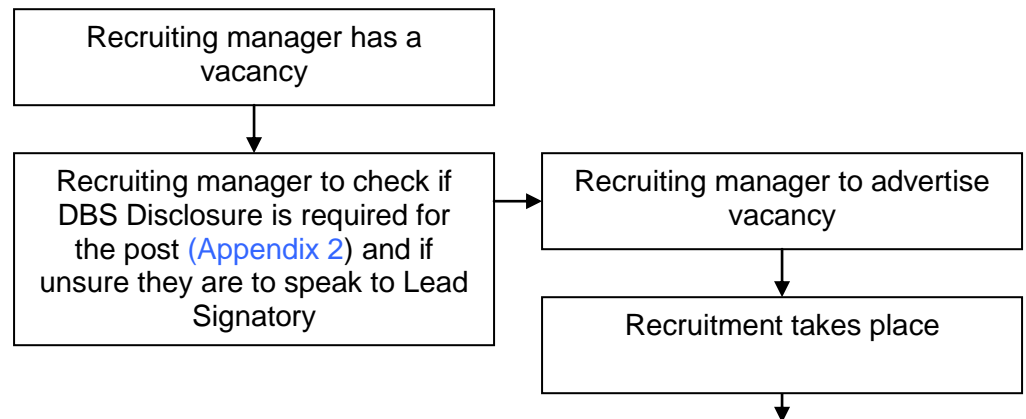 Recruiting manager has a
vacancy
Recruiting manager to check if
DBS Disclosure is required for
the post (Appendix 2) and if
unsure they are to speak to Lead
Signatory
Recruiting manager to advertise
vacancy
Recruitment takes place